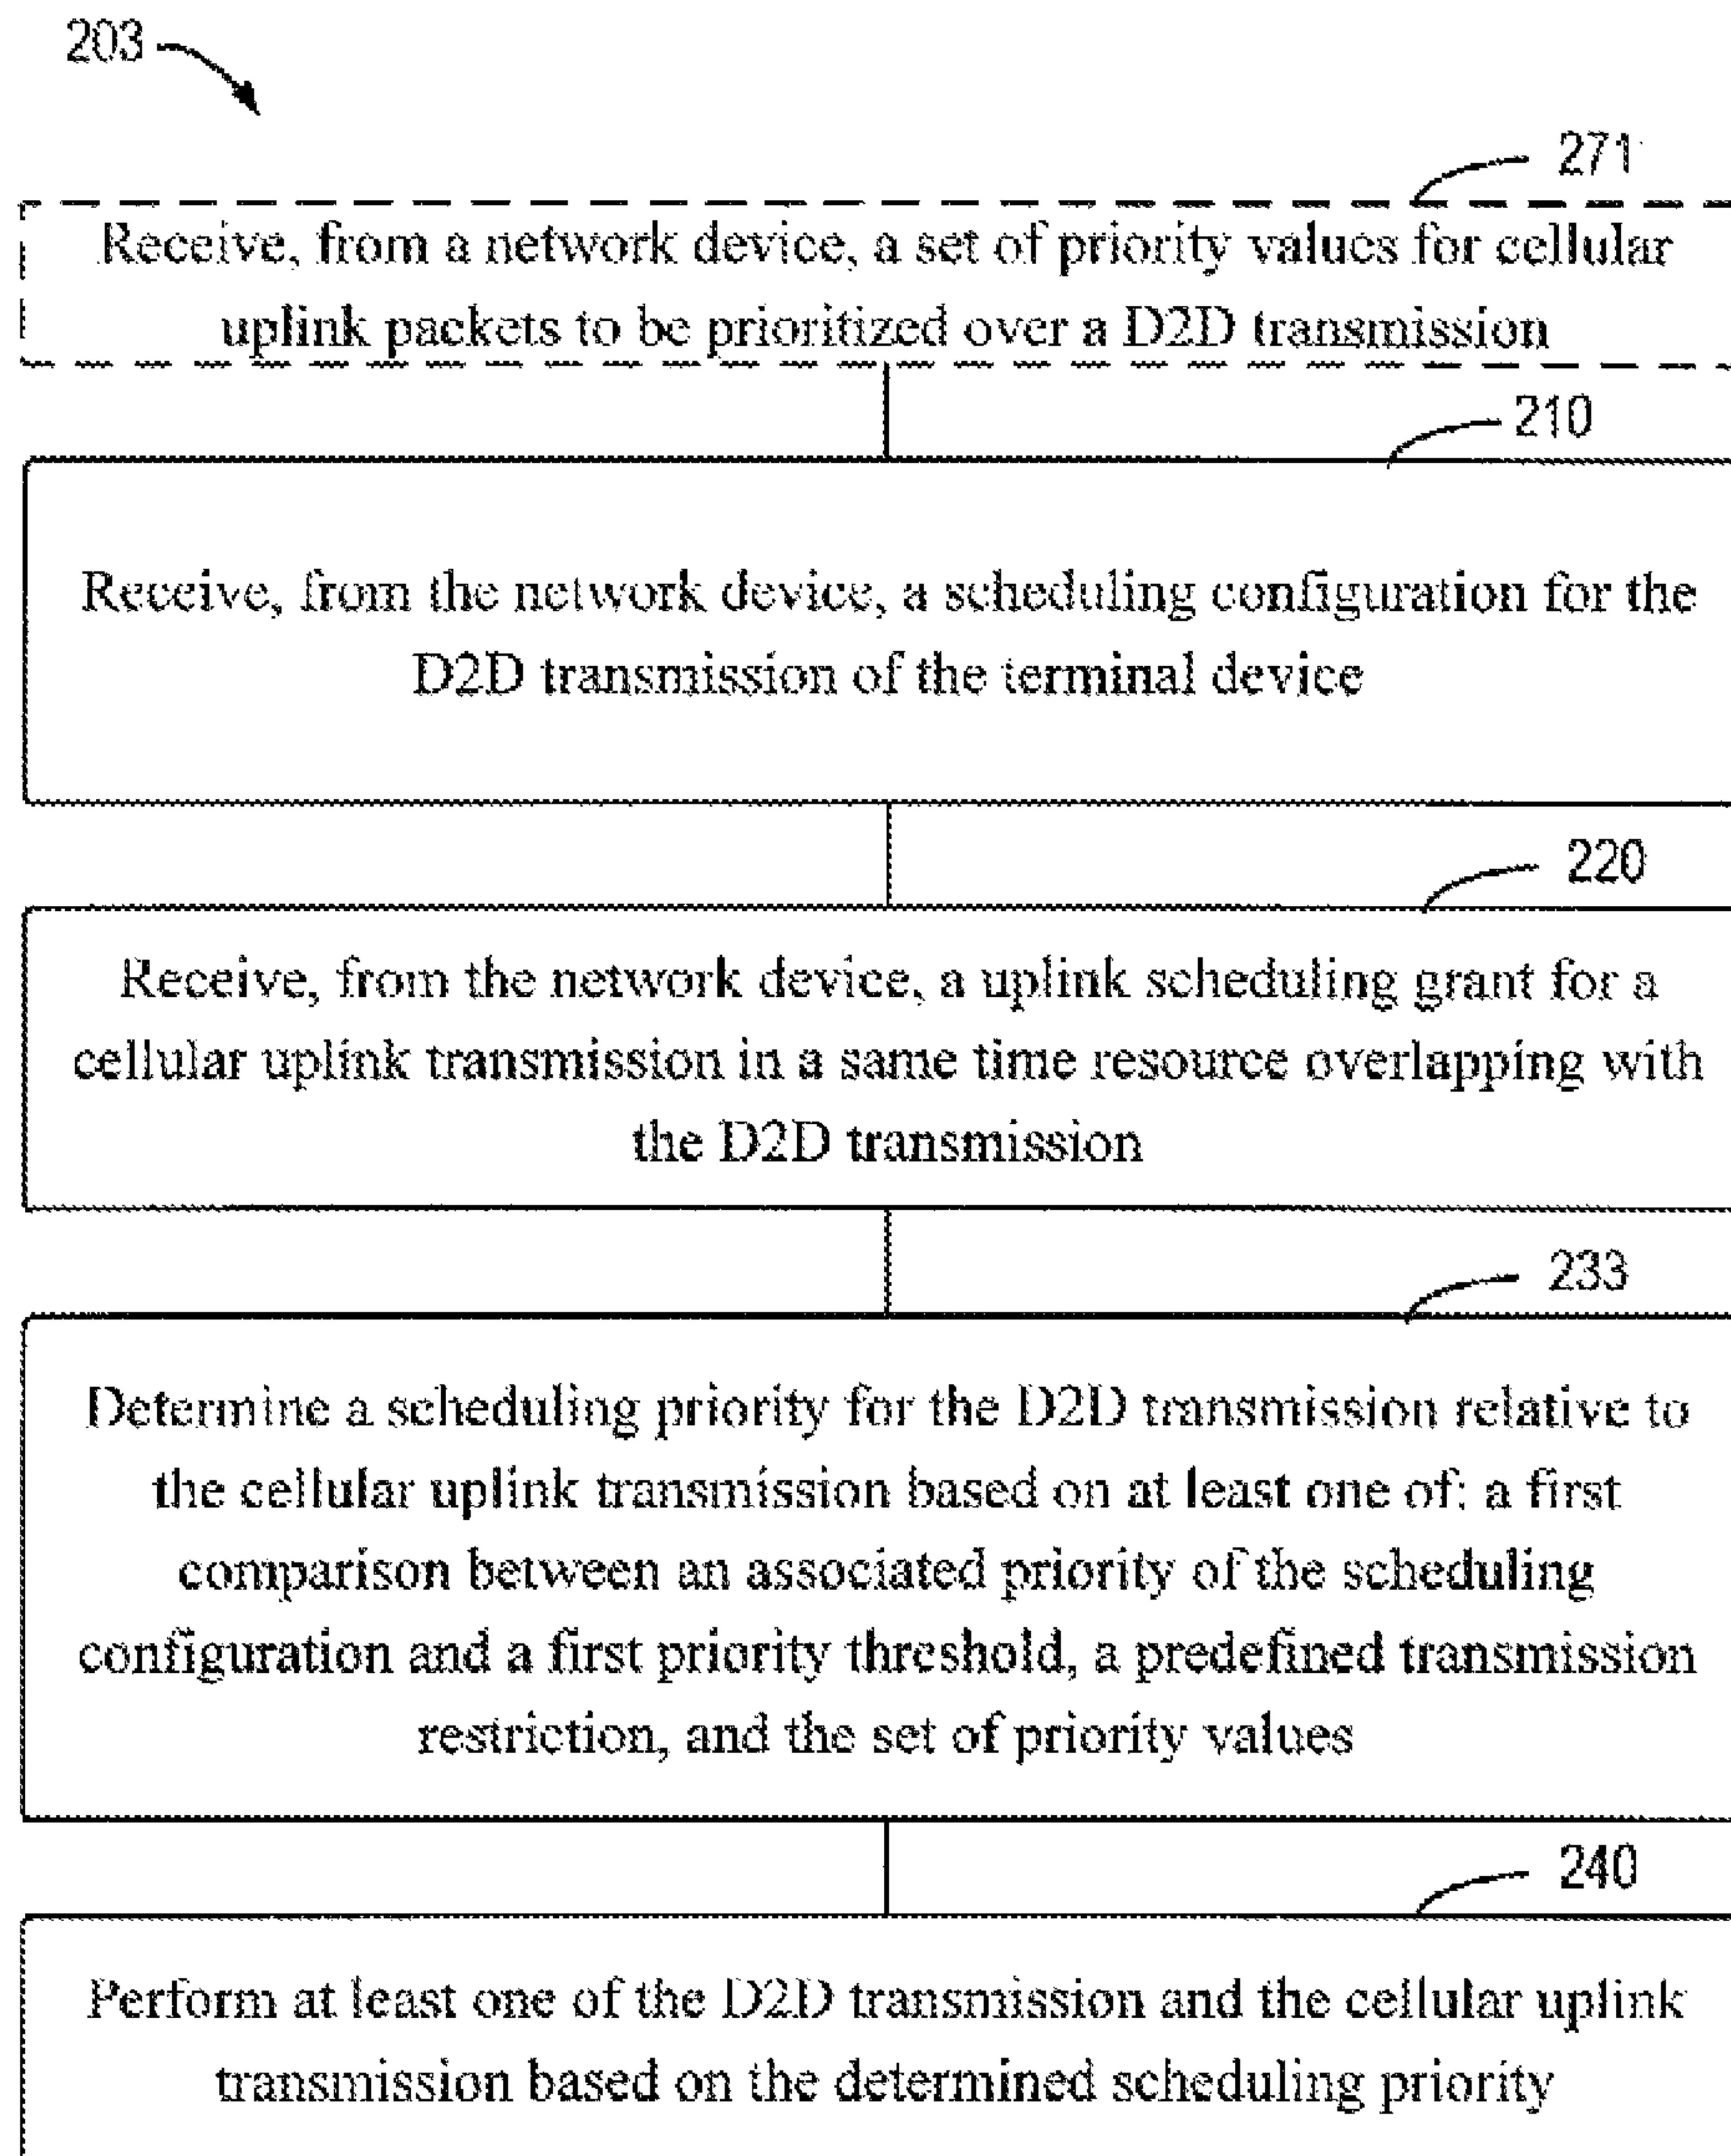 203
271
Receive, from a network device, a set of priority values for cellular
uplink packets to be prioritized over a D2D transmission
210
Receive, from the network device, a scheduling configuration for the
D2D transmission of the terminal device
220
Receive, from the network device, a uplink scheduling grant for a
cellular uplink transmission in a same time resource overlapping with
the D2D transmission
233
Determine a scheduling priority for the D2D transmission relative to
the cellular uplink transmission based on at least one of: a first
comparison between an associated priority of the scheduling
configuration and a first priority threshold, a predefined transmission
restriction, and the set of priority values
240
Perform at least one of the D2D transmission and the cellular uplink
transmission based on the determined scheduling priority